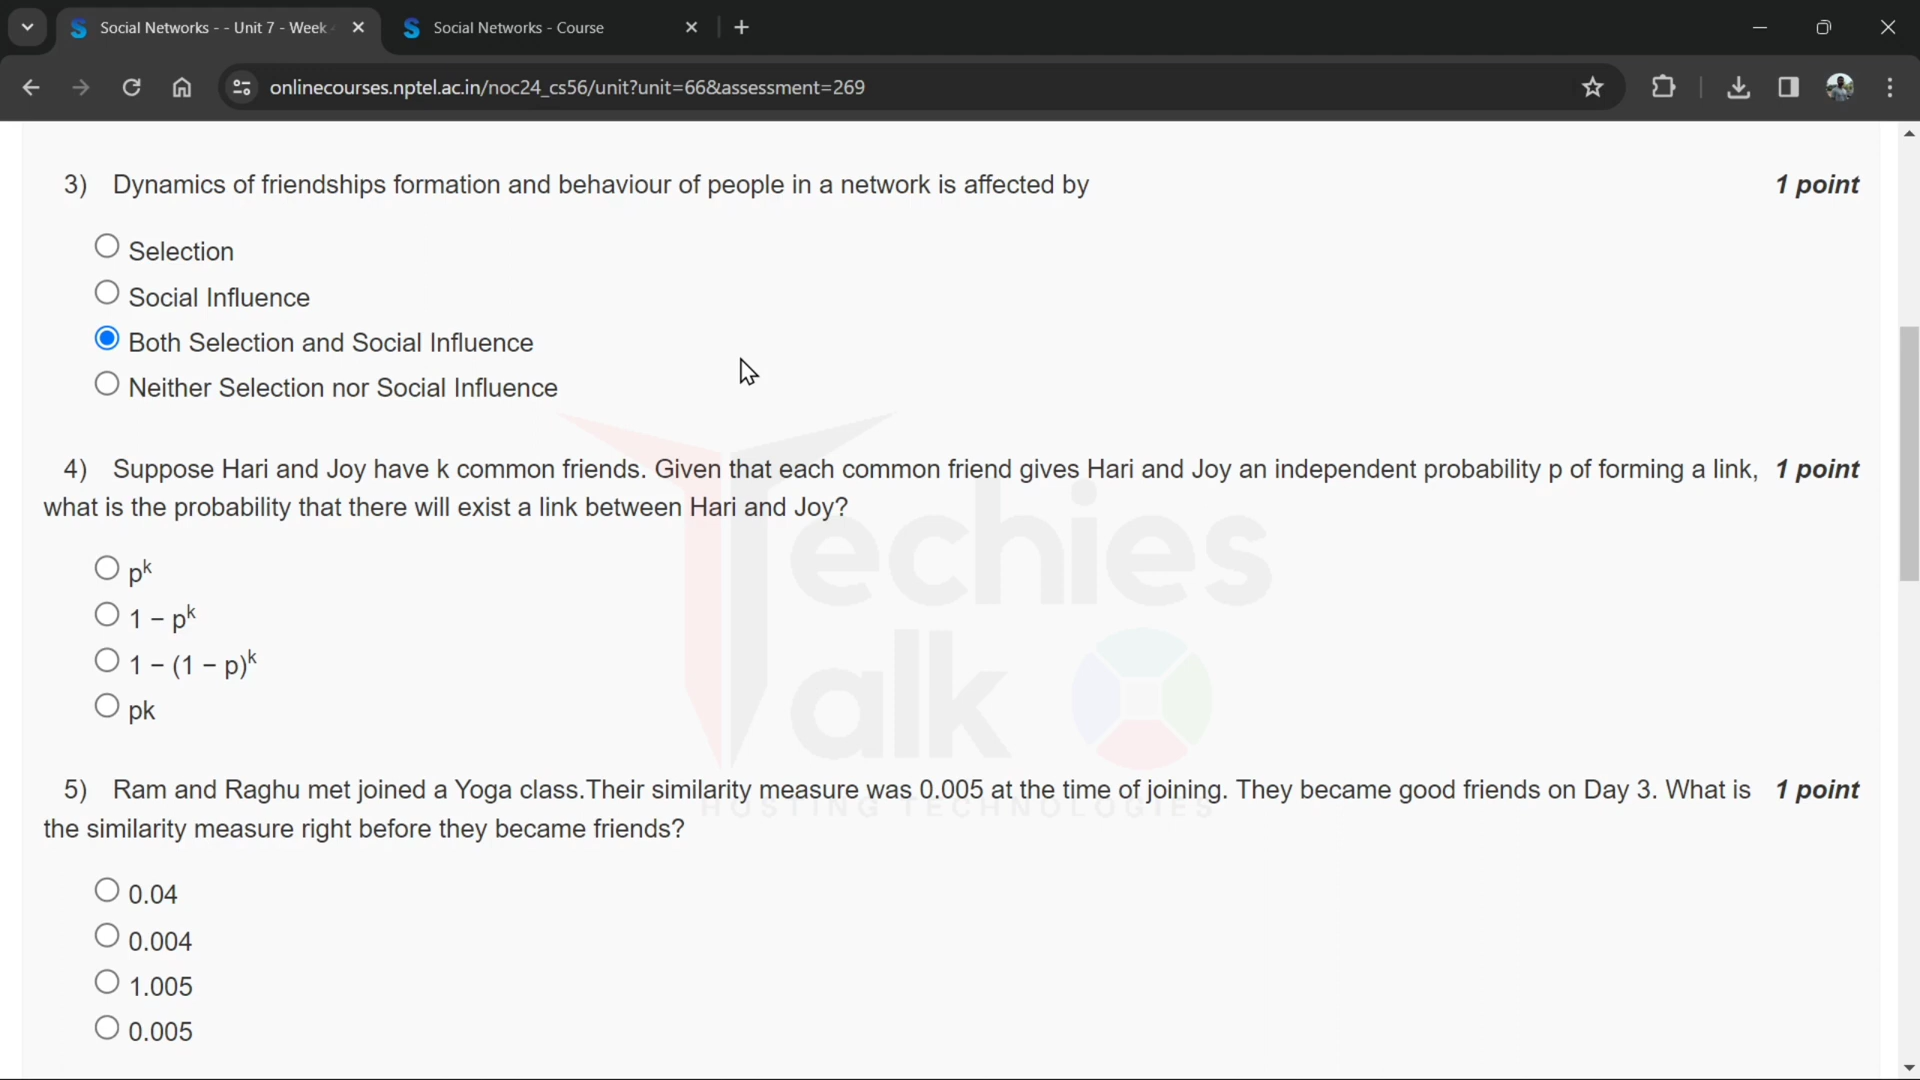 Social Networks - - Unit 7 - Week
Social Networks - Course
onlinecourses.nptel.ac.in/noc24_cs56/unit?unit=66&assessment=269
3) Dynamics of friendships formation and behaviour of people in a network is affected by 1 point
Selection
Social Influence
Both Selection and Social Influence
Neither Selection nor Social Influence
4) Suppose Hari and Joy have k common friends. Given that each common friend gives Hari and Joy an independent probability p of forming a link, 1 point
what is the probability that there will exist a link between Hari and Joy?
p^k
1 − p^k
1 − (1 − p)^k
pk
5) Ram and Raghu met joined a Yoga class.Their similarity measure was 0.005 at the time of joining. They became good friends on Day 3. What is 1 point
the similarity measure right before they became friends?
0.04
0.004
1.005
0.005
Techies
Talk
HOSTING TECHNOLOGIES